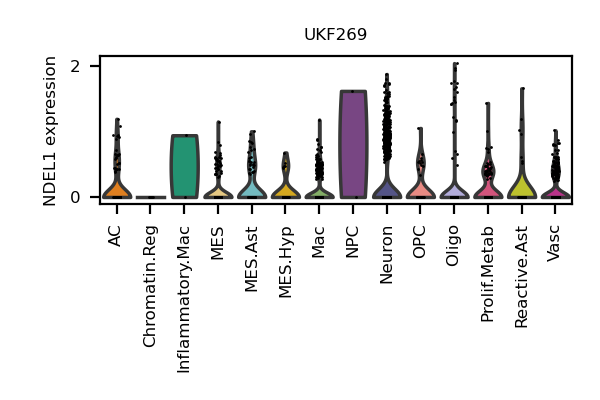 UKF269
NDEL1 expression
2
0
AC
Chromatin.Reg
Inflammatory.Mac
MES
MES.Ast
MES.Hyp
Mac
NPC
Neuron
OPC
Oligo
Prolif.Metab
Reactive.Ast
Vasc